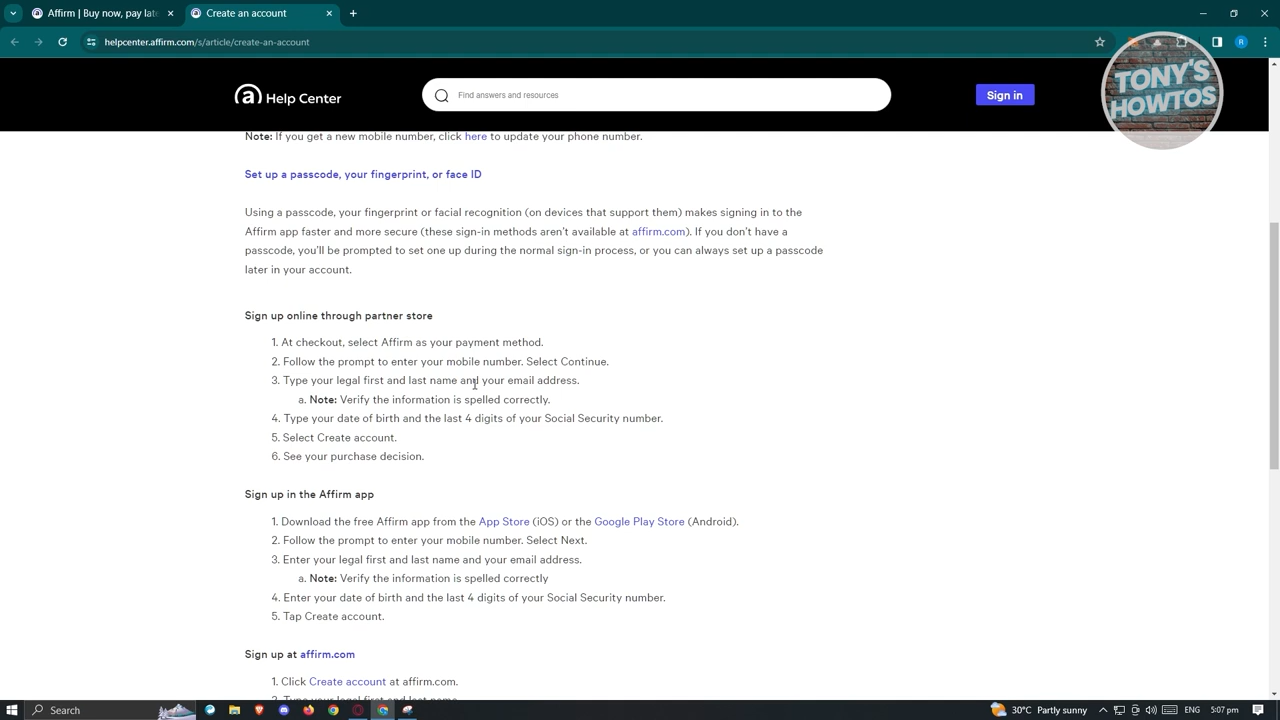 Affirm | Buy now, pay late
Create an account
helpcenter.affirm.com/s/article/create-an-account
R
a Help Center
Find answers and resources
Sign in
TONY'S
HOWTOS
Note: If you get a new mobile number, click here to update your phone number.
Set up a passcode, your fingerprint, or face ID
Using a passcode, your fingerprint or facial recognition (on devices that support them) makes signing in to the
Affirm app faster and more secure (these sign-in methods aren't available at affirm.com). If you don't have a
passcode, you'll be prompted to set one up during the normal sign-in process, or you can always set up a passcode
later in your account.
Sign up online through partner store
1. At checkout, select Affirm as your payment method.
2. Follow the prompt to enter your mobile number. Select Continue.
3. Type your legal first and last name and your email address.
a. Note: Verify the information is spelled correctly.
4. Type your date of birth and the last 4 digits of your Social Security number.
5. Select Create account.
6. See your purchase decision.
Sign up in the Affirm app
1. Download the free Affirm app from the App Store (iOS) or the Google Play Store (Android).
2. Follow the prompt to enter your mobile number. Select Next.
3. Enter your legal first and last name and your email address.
a. Note: Verify the information is spelled correctly
4. Enter your date of birth and the last 4 digits of your Social Security number.
5. Tap Create account.
Sign up at affirm.com
1. Click Create account at affirm.com.
2. Type your legal first and last name
Search
30°C Partly sunny
ENG
5:07 pm